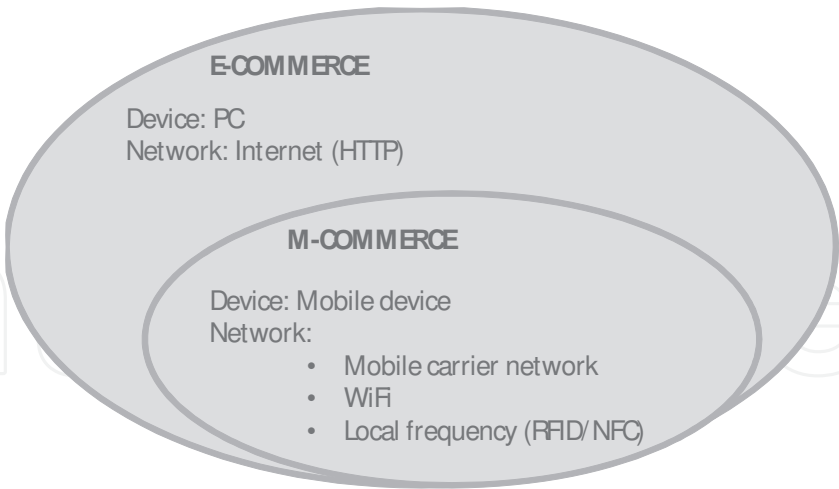 E-COMMERCE
Device: PC
Network: Internet (HTTP)
M-COMMERCE
Device: Mobile device
Network:
• Mobile carrier network
• WiFi
• Local frequency (RFID/NFC)